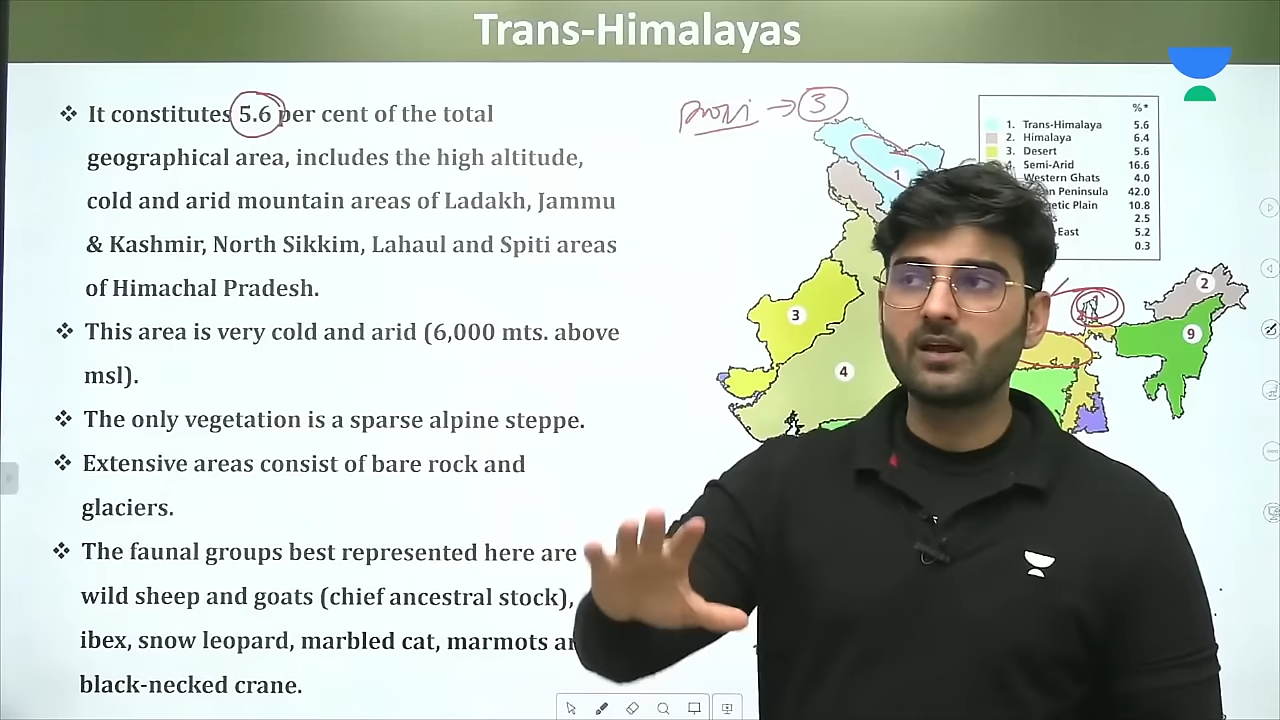 Trans-Himalayas
❖ It constitutes 5.6 per cent of the total
geographical area, includes the high altitude,
cold and arid mountain areas of Ladakh, Jammu
& Kashmir, North Sikkim, Lahaul and Spiti areas
of Himachal Pradesh.
❖ This area is very cold and arid (6,000 mts. above
msl).
❖ The only vegetation is a sparse alpine steppe.
❖ Extensive areas consist of bare rock and
glaciers.
❖ The faunal groups best represented here are
wild sheep and goats (chief ancestral stock),
ibex, snow leopard, marbled cat, marmots
black-necked crane.
→ 3
%*
1. Trans-Himalaya 5.6
2. Himalaya 6.4
3. Desert 5.6
4. Semi-Arid 16.6
Western Ghats 4.0
Peninsula 42.0
Plain 10.8
2.5
East 5.2
0.3
1
2
3
9
4